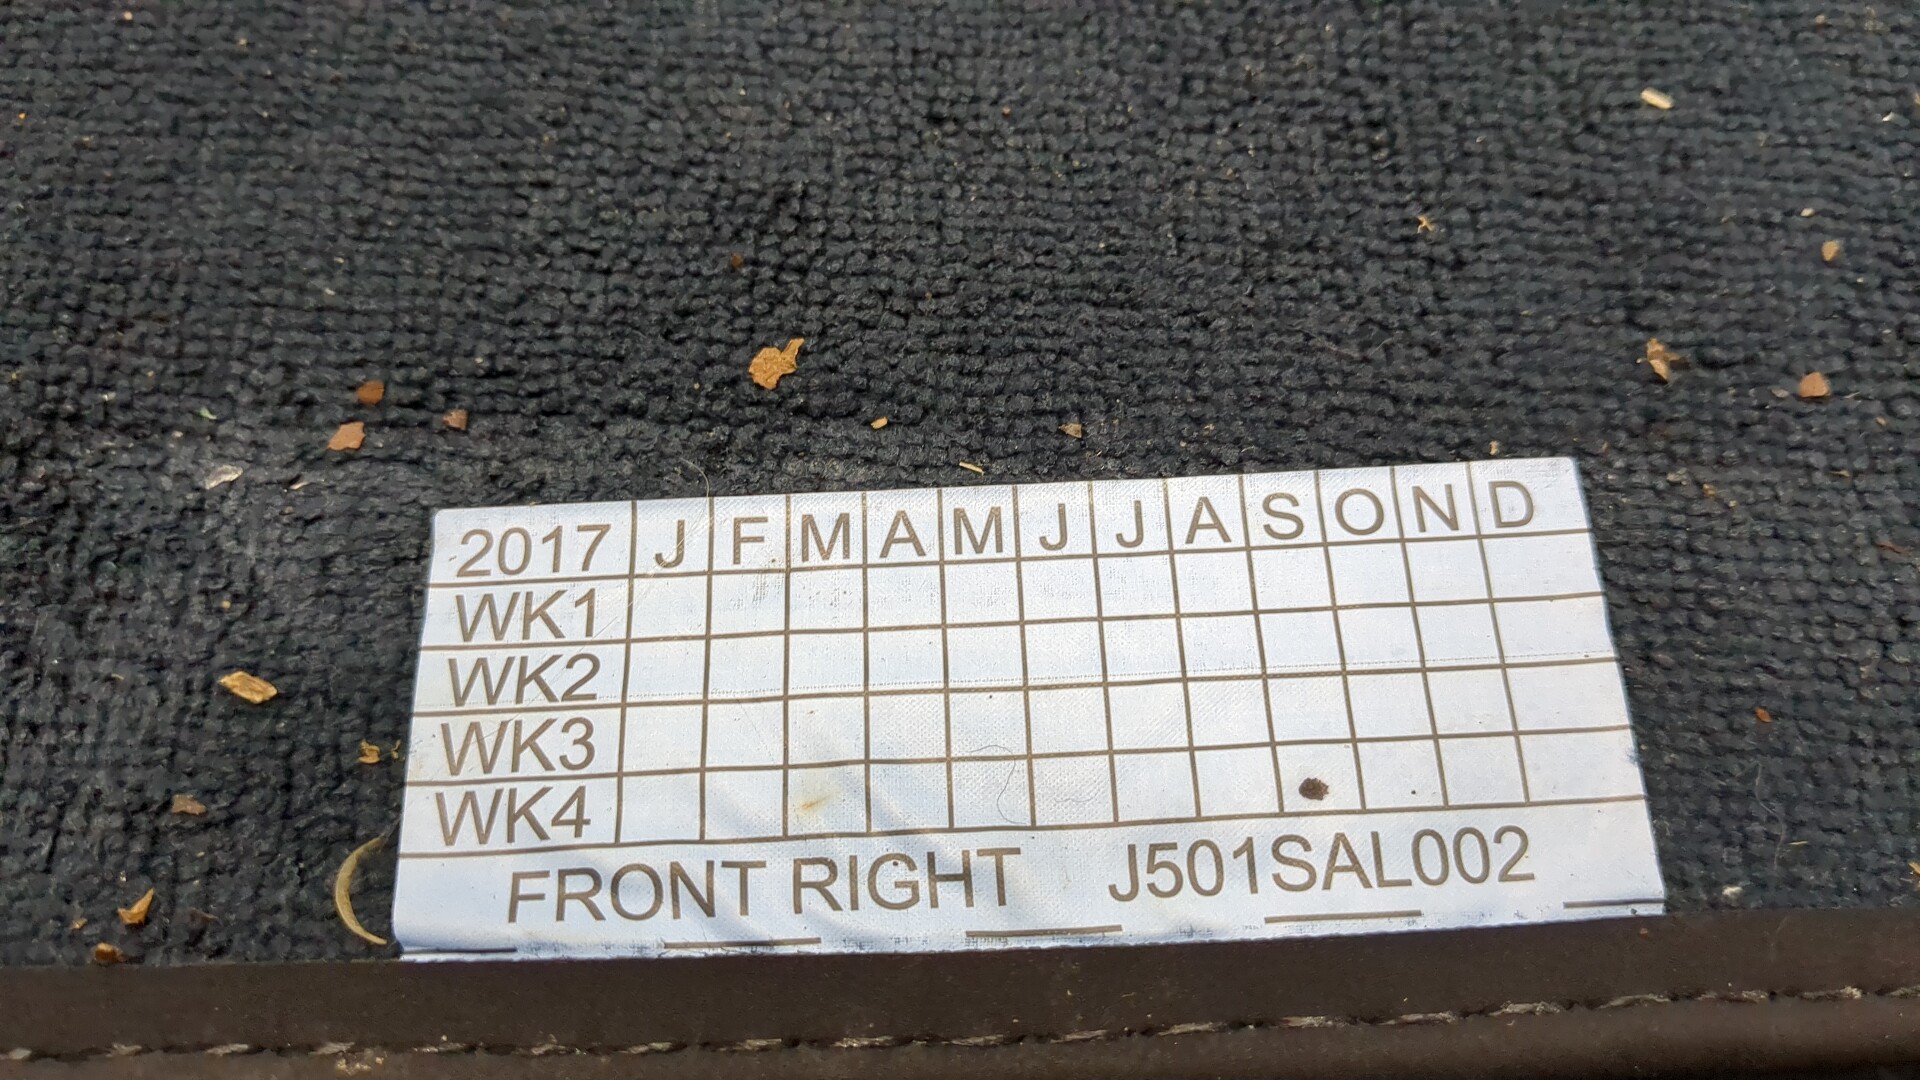 2017 J F M A M J J A S O N D
WK1
WK2
WK3
WK4
FRONT RIGHT J501SAL002